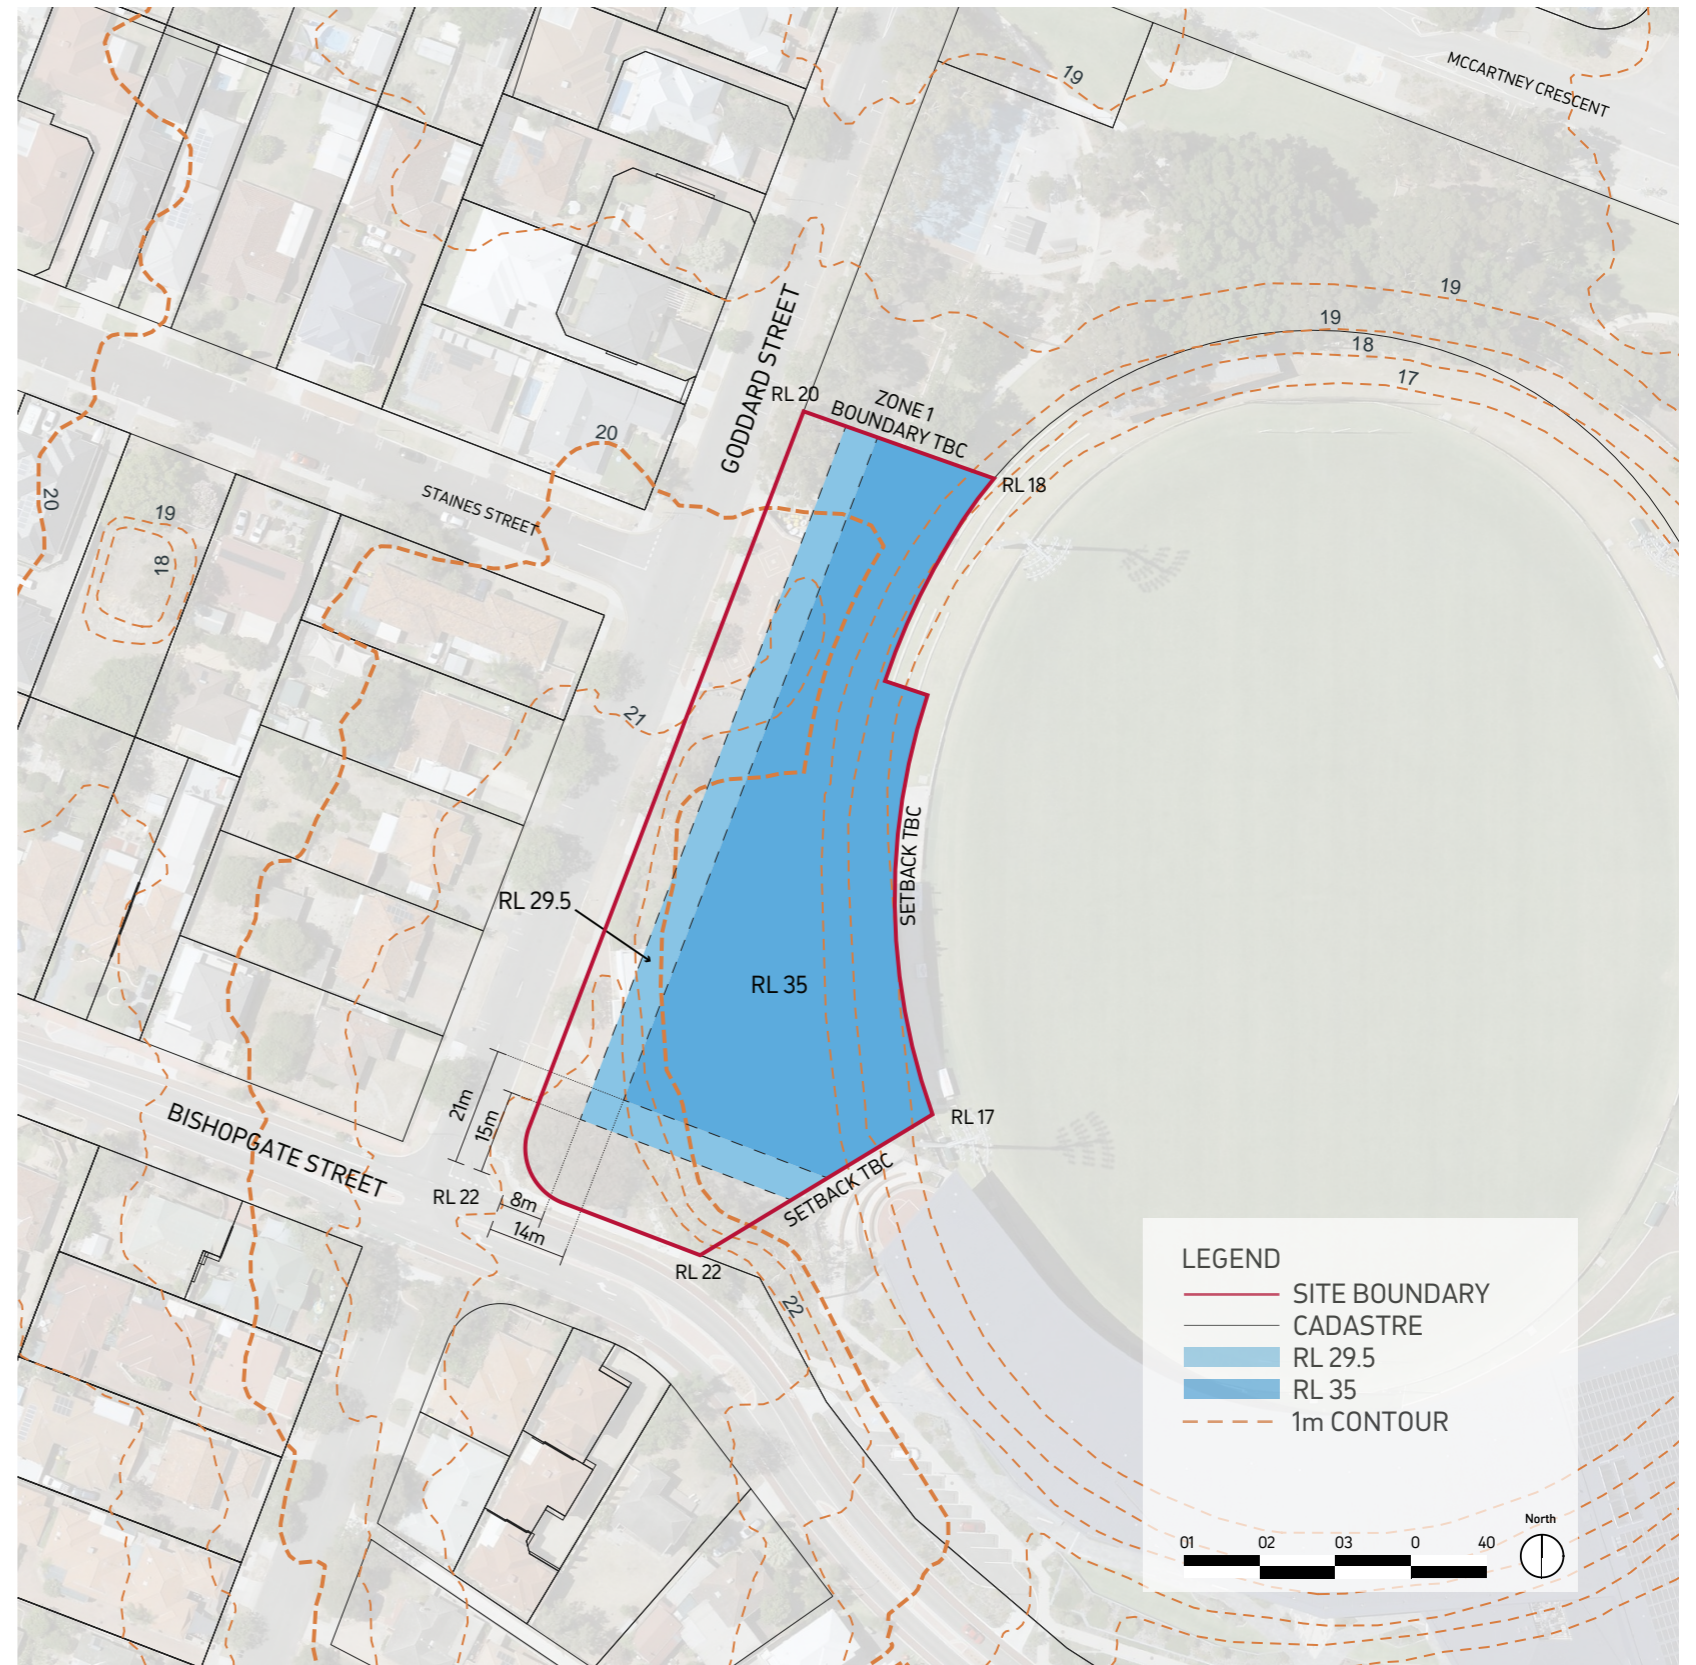 MCCARTNEY CRESCENT
19
19
19
18
17
GODDARD STREET
RL 20
ZONE 1
BOUNDARY TBC
RL 18
20
STAINES STREET
20
19
18
21
SETBACK TBC
RL 29.5
RL 35
21m
15m
RL 17
BISHOPGATE STREET
SETBACK TBC
RL 22
8m
14m
RL 22
22
LEGEND
SITE BOUNDARY
CADASTRE
RL 29.5
RL 35
1m CONTOUR
North
01 02 03 0 40